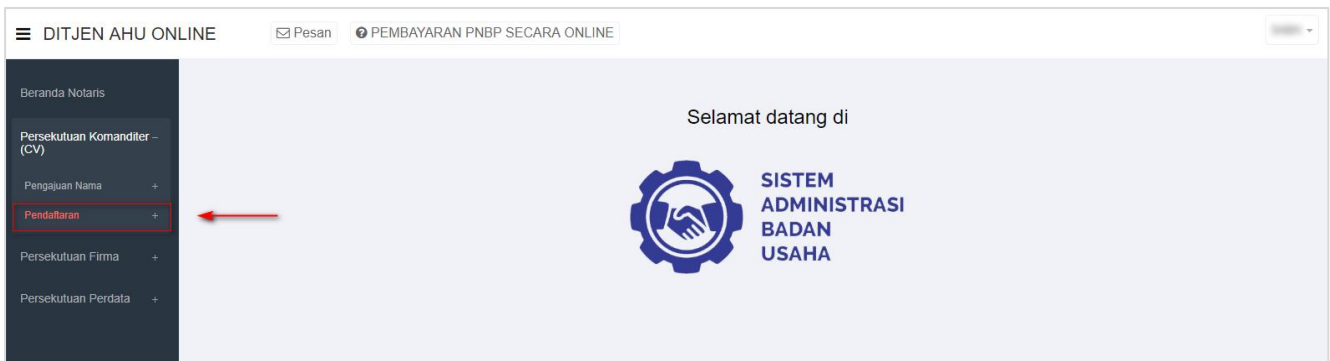 DITJEN AHU ONLINE
Pesan
PEMBAYARAN PNBP SECARA ONLINE
Beranda Notaris
Persekutuan Komanditer
(CV)
Pengajuan Nama
Pendaftaran
Persekutuan Firma
Persekutuan Perdata
Selamat datang di
SISTEM
ADMINISTRASI
BADAN
USAHA